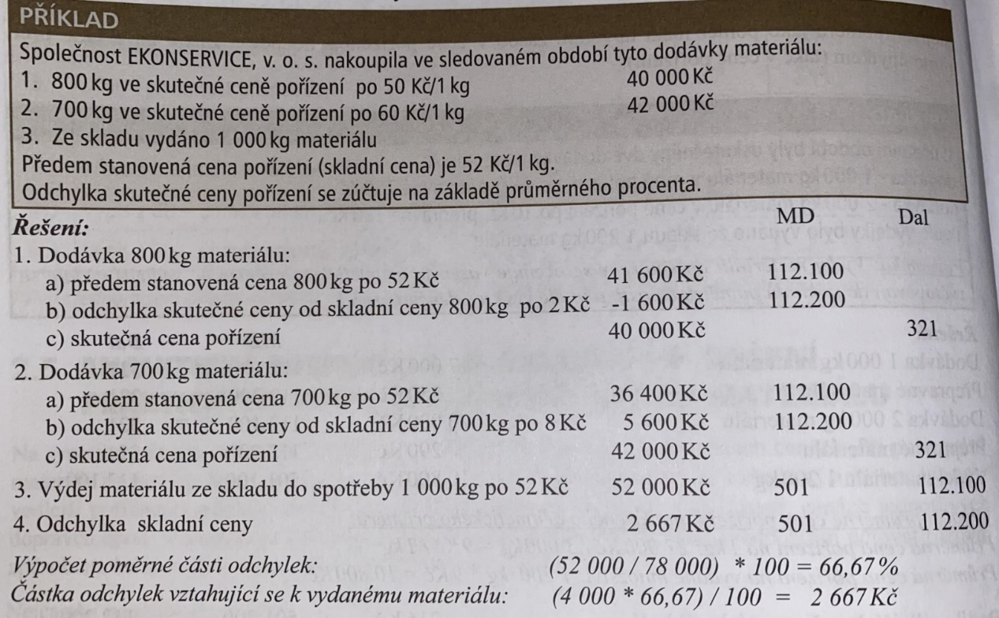 PŘÍKLAD
Společnost EKONSERVICE, v. o. s. nakoupila ve sledovaném období tyto dodávky materiálu:
1. 800 kg ve skutečné ceně pořízení po 50 Kč/1 kg 40 000 Kč
2. 700 kg ve skutečné ceně pořízení po 60 Kč/1 kg 42 000 Kč
3. Ze skladu vydáno 1 000 kg materiálu
Předem stanovená cena pořízení (skladní cena) je 52 Kč/1 kg.
Odchylka skutečné ceny pořízení se zúčtuje na základě průměrného procenta.
Řešení: MD Dal
1. Dodávka 800 kg materiálu:
a) předem stanovená cena 800 kg po 52 Kč 41 600 Kč 112.100
b) odchylka skutečné ceny od skladní ceny 800 kg po 2 Kč -1 600 Kč 112.200
c) skutečná cena pořízení 40 000 Kč 321
2. Dodávka 700 kg materiálu:
a) předem stanovená cena 700 kg po 52 Kč 36 400 Kč 112.100
b) odchylka skutečné ceny od skladní ceny 700 kg po 8 Kč 5 600 Kč 112.200
c) skutečná cena pořízení 42 000 Kč 321
3. Výdej materiálu ze skladu do spotřeby 1 000 kg po 52 Kč 52 000 Kč 501 112.100
4. Odchylka skladní ceny 2 667 Kč 501 112.200
Výpočet poměrné části odchylek: (52 000 / 78 000) * 100 = 66,67 %
Částka odchylek vztahující se k vydanému materiálu: (4 000 * 66,67) / 100 = 2 667 Kč